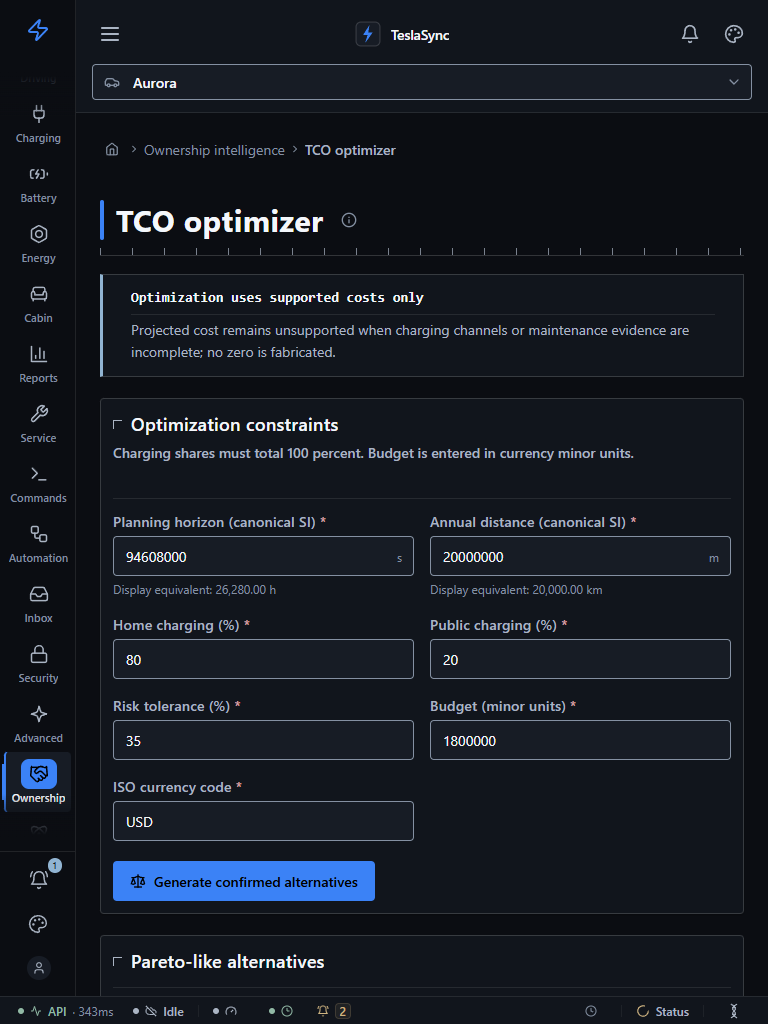 TeslaSync
Aurora
Charging
Battery
Energy
Cabin
Reports
Service
Commands
Automation
Inbox
Security
Advanced
Ownership
1
Ownership intelligence
TCO optimizer
TCO optimizer
Optimization uses supported costs only
Projected cost remains unsupported when charging channels or maintenance evidence are
incomplete; no zero is fabricated.
Optimization constraints
Charging shares must total 100 percent. Budget is entered in currency minor units.
Planning horizon (canonical SI) *
94608000 s
Display equivalent: 26,280.00 h
Annual distance (canonical SI) *
20000000 m
Display equivalent: 20,000.00 km
Home charging (%) *
80
Public charging (%) *
20
Risk tolerance (%) *
35
Budget (minor units) *
1800000
ISO currency code *
USD
Generate confirmed alternatives
Pareto-like alternatives
API · 343ms
Idle
2
Status